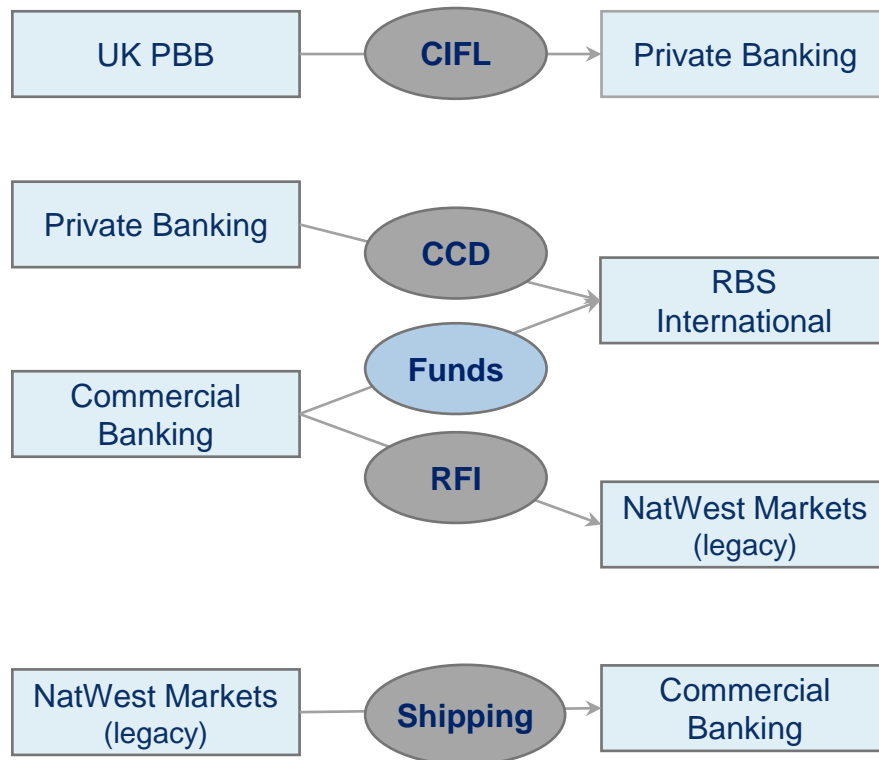 UK PBB
CIFL
Private Banking
Private Banking
CCD
RBS
International
Funds
Commercial
Banking
RFI
NatWest Markets
(legacy)
NatWest Markets
(legacy)
Shipping
Commercial
Banking